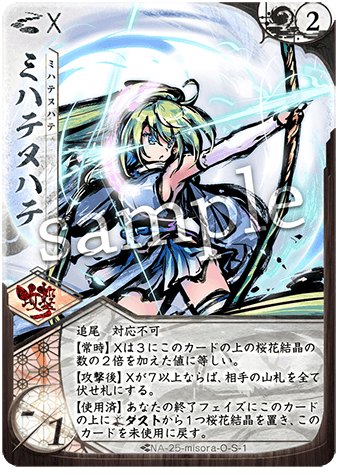 X
2
ミハテヌハテ
ミハテヌハテ
sample
攻撃
追尾 対応不可
【常時】Xは3にこのカードの上の桜花結晶の
数の2倍を加えた値に等しい。
【攻撃後】Xが7以上ならば、相手の山札を全て
伏せ札にする。
【使用済】あなたの終了フェイズにこのカード
の上にダストから1つ桜花結晶を置き、この
カードを未使用に戻す。
-
1
NA-25-misora-O-S-1